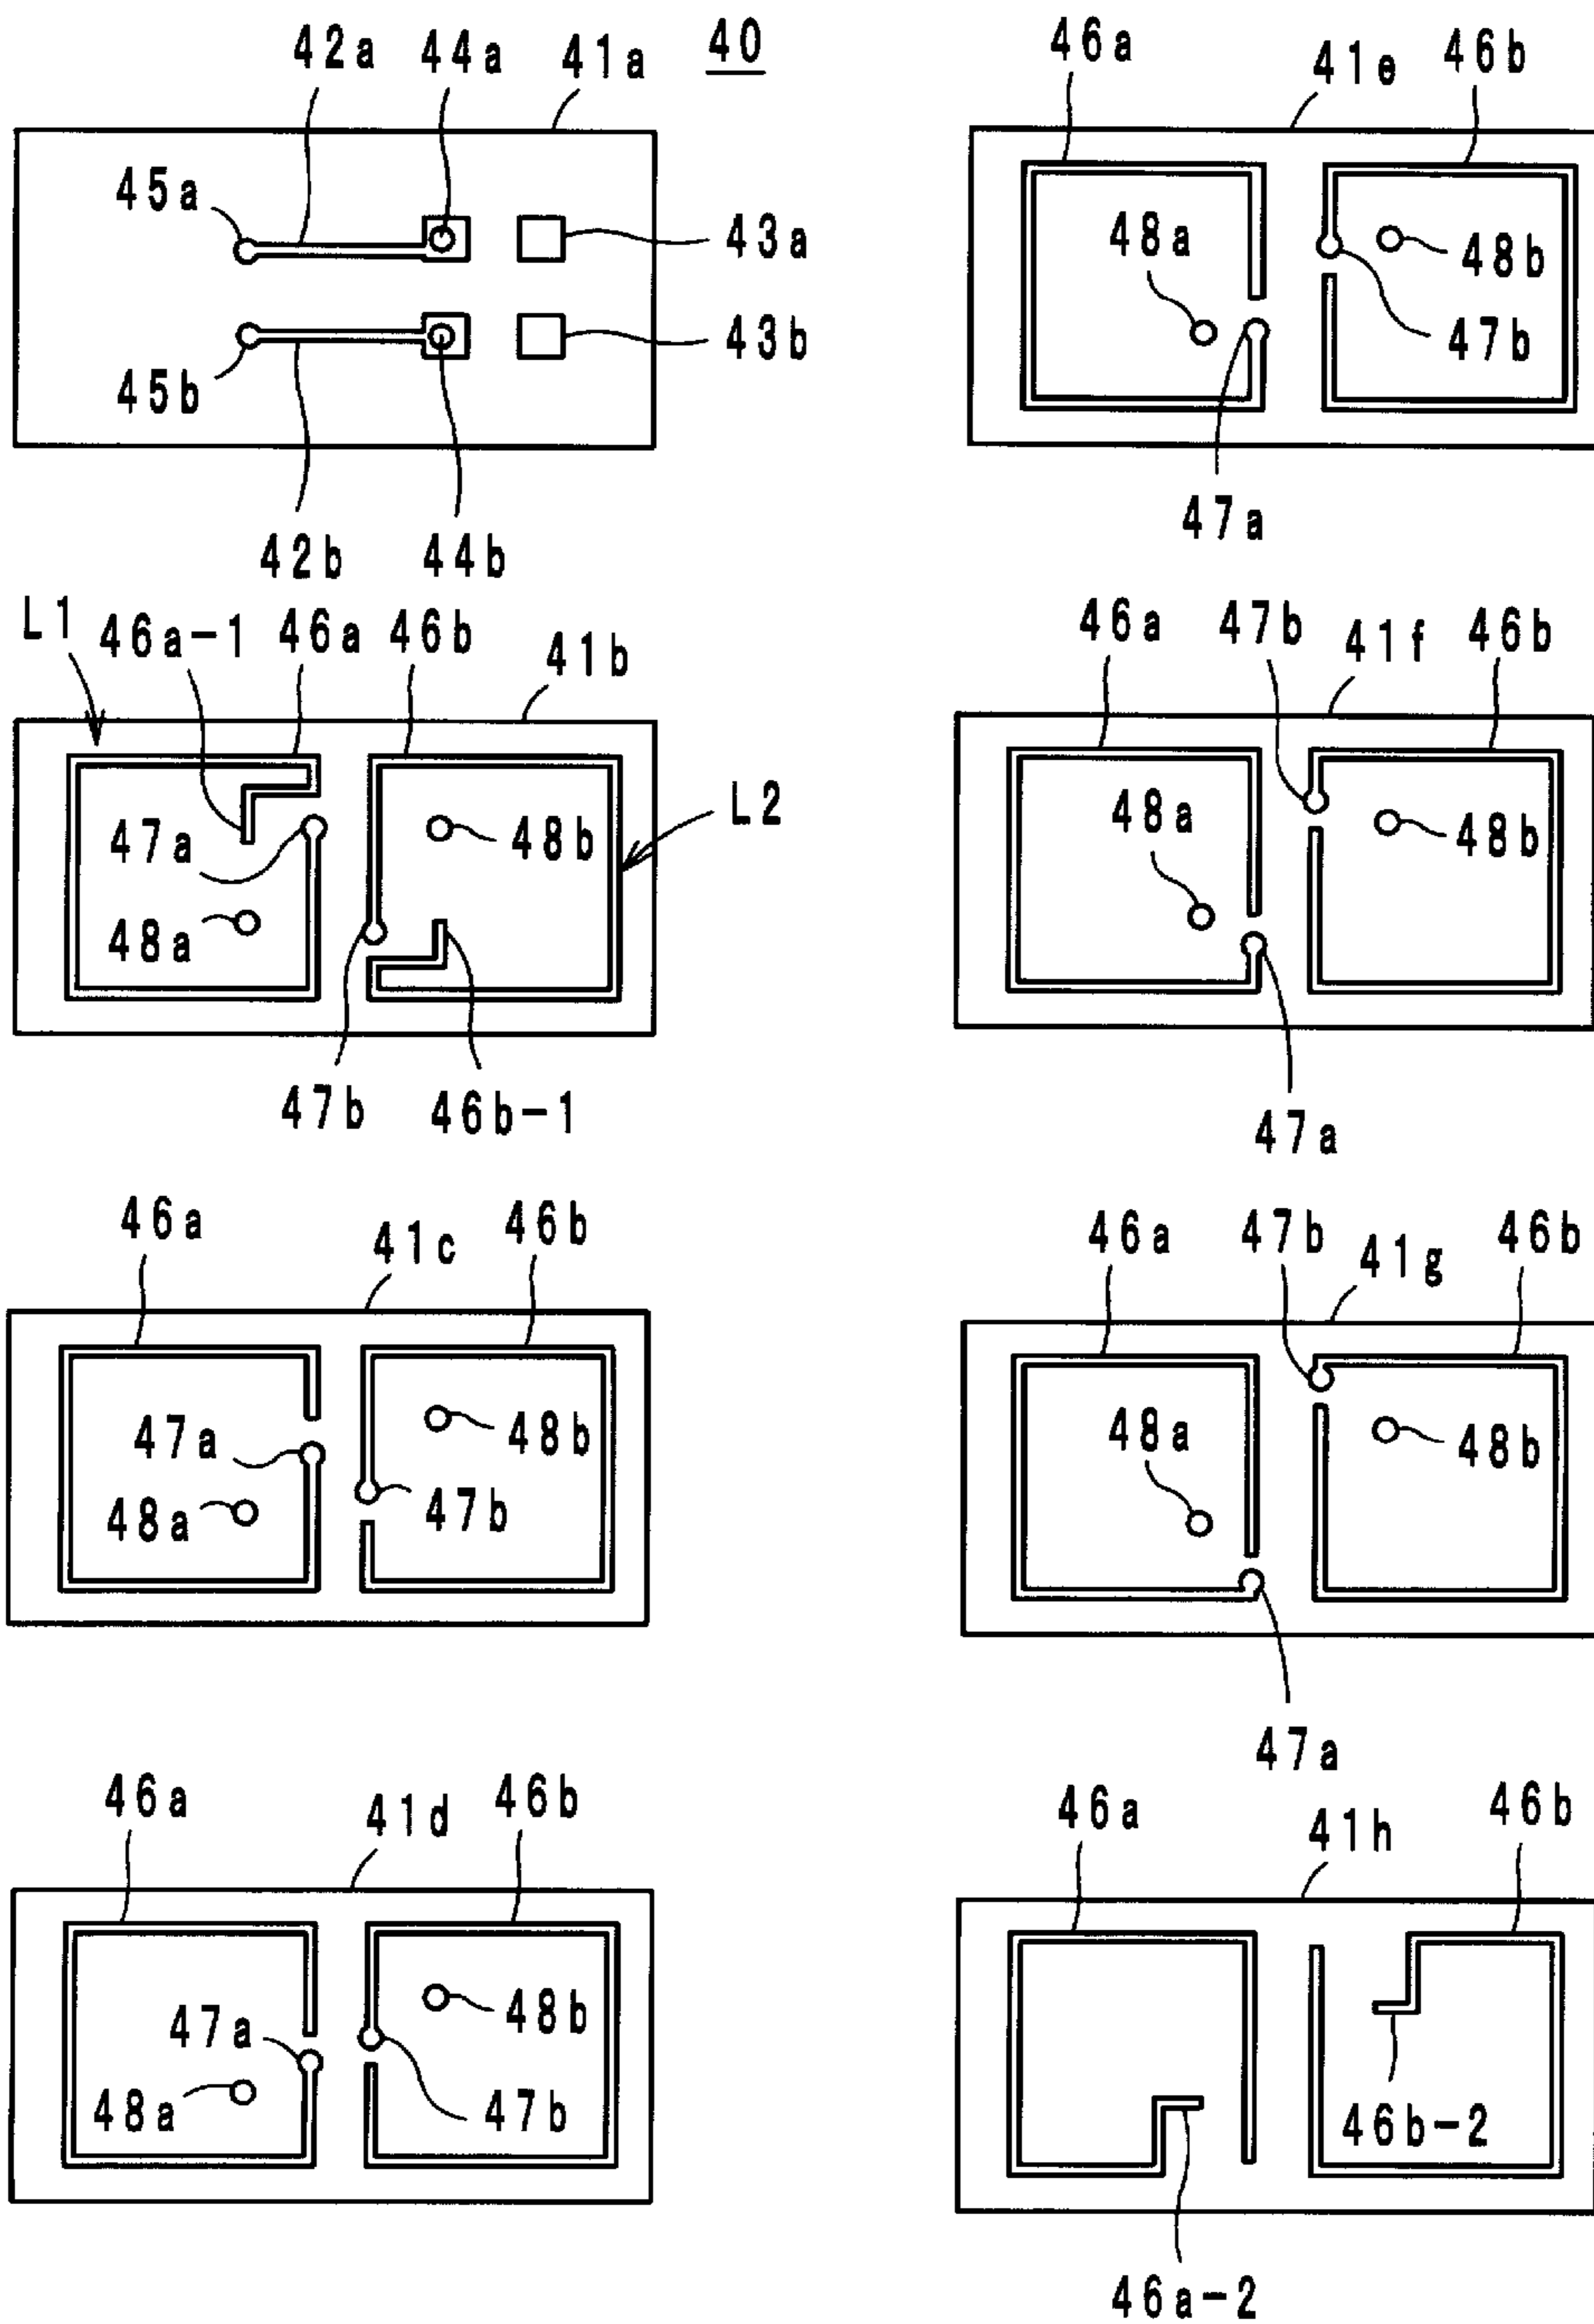 40
42a 44a 41a
45a
43a
43b
45b
42b 44b
L1 46a-1 46a 46b 41b
L2
47a 48b
48a
47b 46b-1
46a 41c 46b
47a 48b
48a 47b
46a 41d 46b
47a 48b
48a 47b
46a 41e 46b
48a 48b
47b
47a
46a 47b 41f 46b
48a 48b
47a
46a 47b 41g 46b
48a 48b
47a
46a 41h 46b
46b-2
46a-2